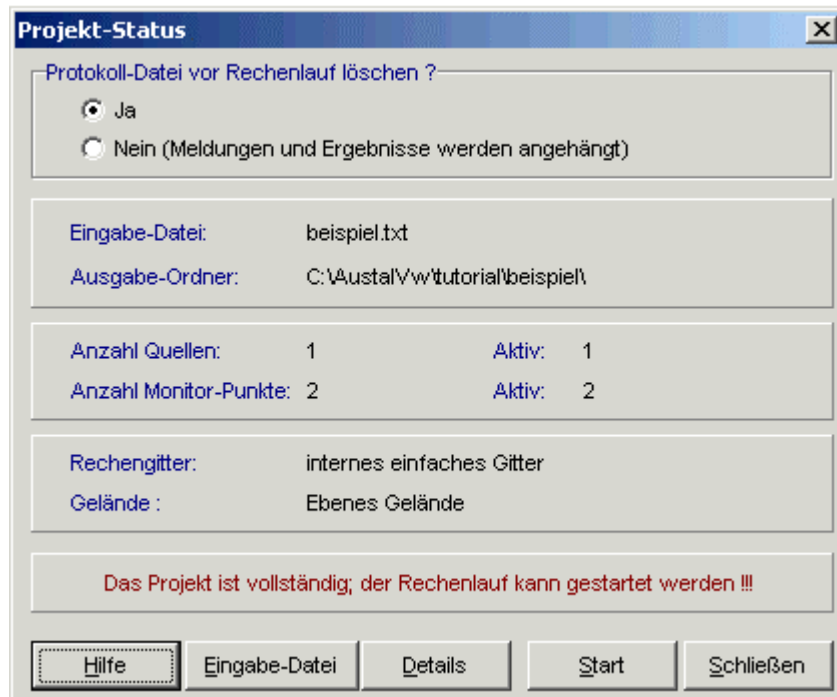 Projekt-Status
Protokoll-Datei vor Rechenlauf löschen ?
Ja
Nein (Meldungen und Ergebnisse werden angehängt)
Eingabe-Datei: beispiel.txt
Ausgabe-Ordner: C:\AustalVw\tutorial\beispiel\
Anzahl Quellen: 1 Aktiv: 1
Anzahl Monitor-Punkte: 2 Aktiv: 2
Rechengitter: internes einfaches Gitter
Gelände : Ebenes Gelände
Das Projekt ist vollständig; der Rechenlauf kann gestartet werden !!!
Hilfe Eingabe-Datei Details Start Schließen